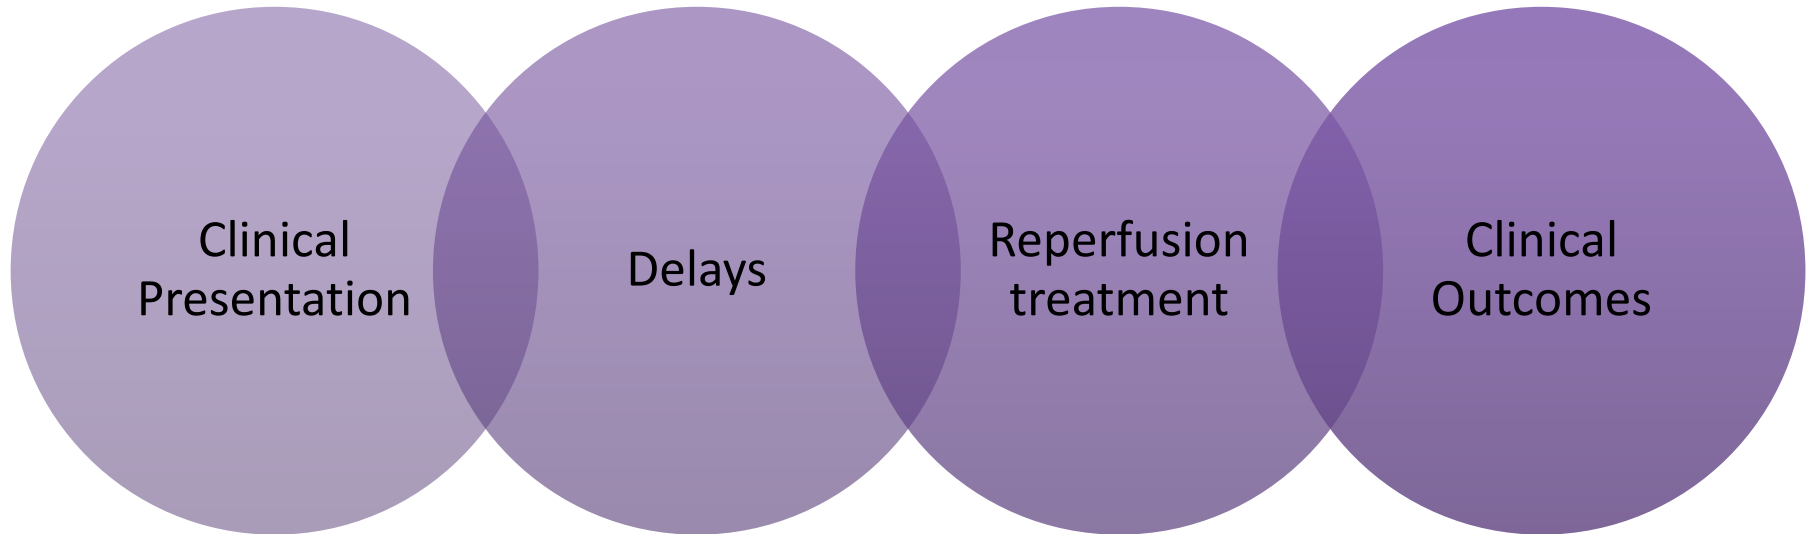 Clinical
Presentation
Delays
Reperfusion
treatment
Clinical
Outcomes